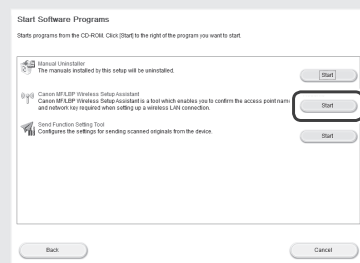 Start Software Programs
Starts programs from the CD-ROM. Click [Start] to the right of the program you want to start.
Manual Uninstaller
The manuals installed by this setup will be uninstalled.
Start
Canon MF/LBP Wireless Setup Assistant
Canon MF/LBP Wireless Setup Assistant is a tool which enables you to confirm the access point name
and network key required when setting up a wireless LAN connection.
Start
Send Function Setting Tool
Configures the settings for sending scanned originals from the device.
Start
Back
Cancel